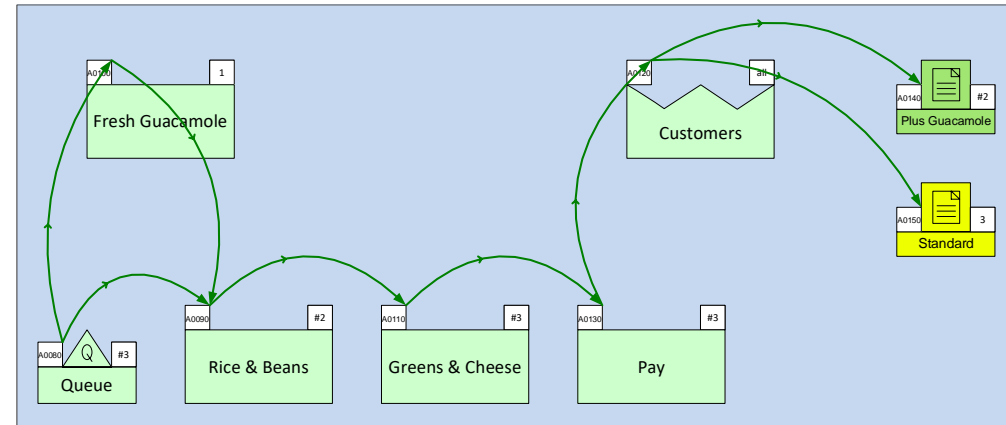 A0100
1
Fresh Guacamole
A0120
all
Customers
A0140
#2
Plus Guacamole
A0150
3
Standard
A0080
Q
#3
Queue
A0090
#2
Rice & Beans
A0110
#3
Greens & Cheese
A0130
#3
Pay